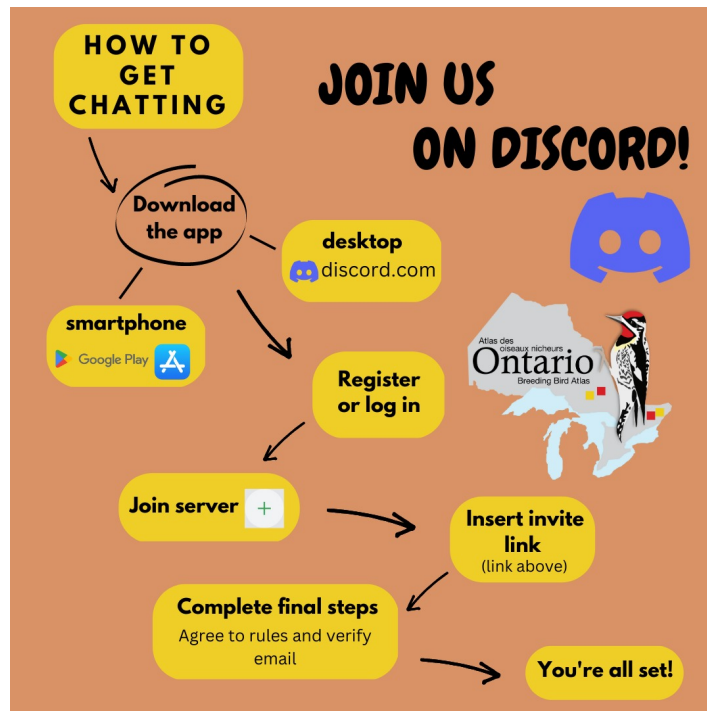 HOW TO
GET
CHATTING
JOIN US
ON DISCORD!
Download
the app
desktop
discord.com
smartphone
Google Play
Atlas des
oiseaux nicheurs
Ontario
Breeding Bird Atlas
Register
or log in
Join server +
Insert invite
link
(link above)
Complete final steps
Agree to rules and verify
email
You're all set!